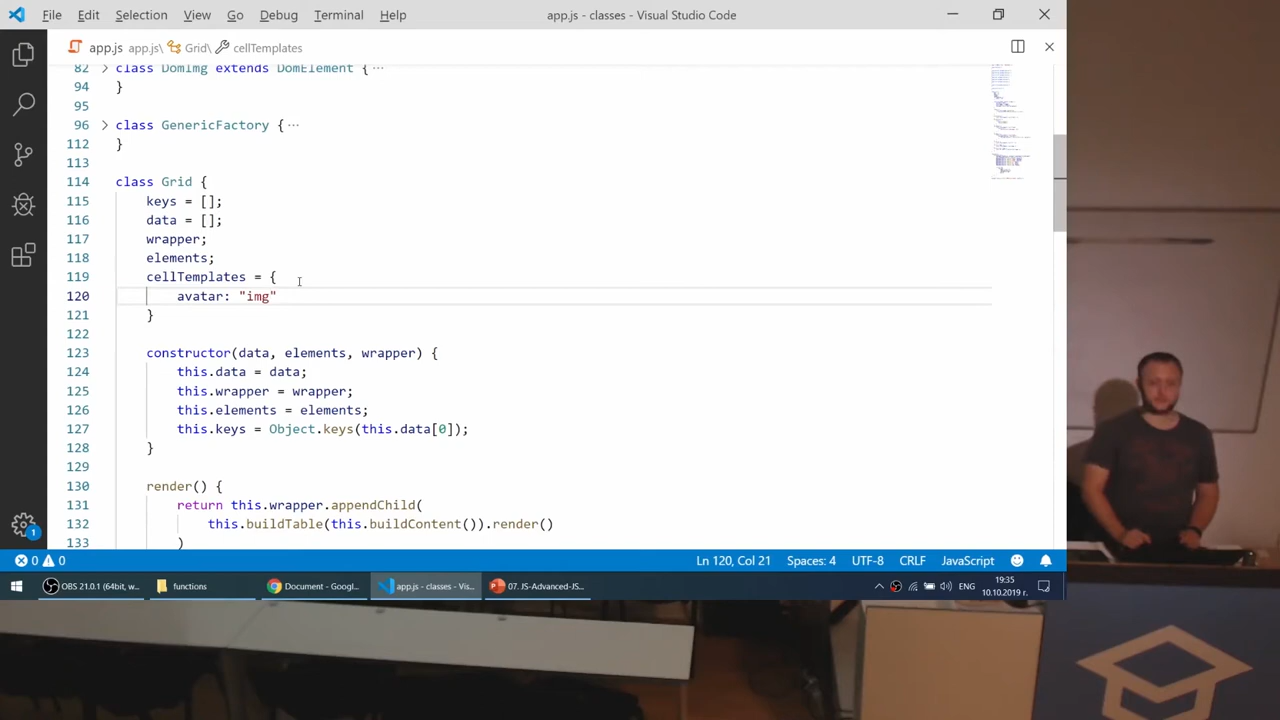 File Edit Selection View Go Debug Terminal Help app.js - classes - Visual Studio Code
app.js app.js\ Grid\ cellTemplates
82 class DomImg extends DomElement { ...
94 }
95
96 class GenericFactory { ...
112 }
113
114 class Grid {
115 keys = [];
116 data = [];
117 wrapper;
118 elements;
119 cellTemplates = {
120 avatar: "img"
121 }
122
123 constructor(data, elements, wrapper) {
124 this.data = data;
125 this.wrapper = wrapper;
126 this.elements = elements;
127 this.keys = Object.keys(this.data[0]);
128 }
129
130 render() {
131 return this.wrapper.appendChild(
132 this.buildTable(this.buildContent()).render()
133 )
1
0 0 Ln 120, Col 21 Spaces: 4 UTF-8 CRLF JavaScript
OBS 21.0.1 (64bit, w... functions Document - Googl... app.js - classes - Vis... 07. JS-Advanced-JS... ENG 19:35
10.10.2019 г.